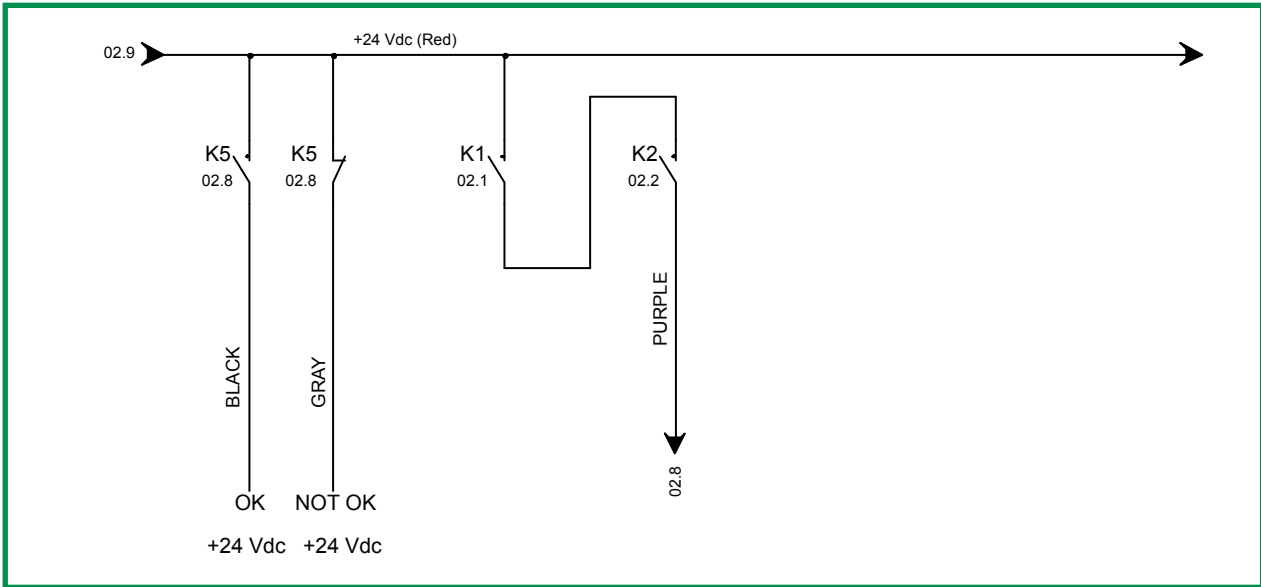 +24 Vdc (Red)
02.9
K5
02.8
K5
02.8
K1
02.1
K2
02.2
BLACK
GRAY
PURPLE
02.8
OK
NOT OK
+24 Vdc
+24 Vdc